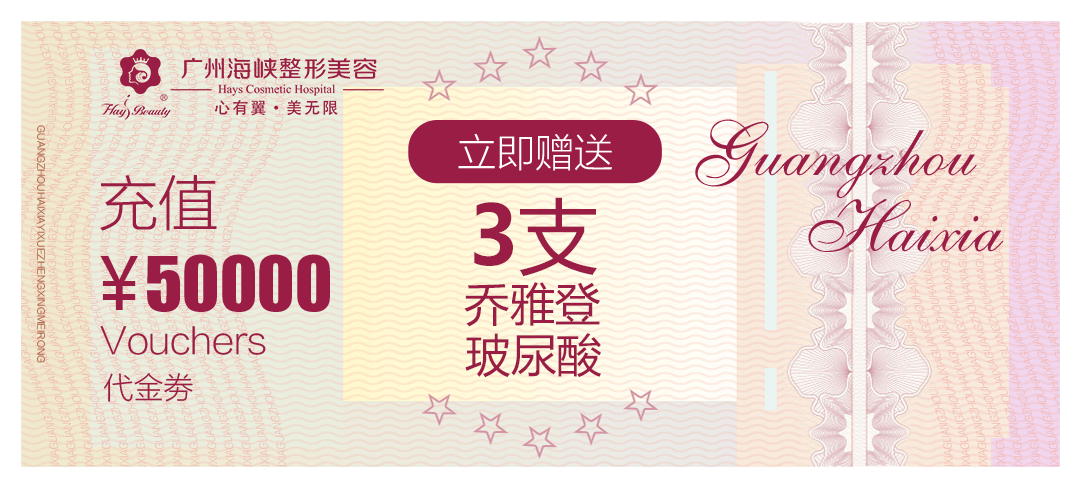 广州海峡整形美容
Hays Cosmetic Hospital
心有翼·美无限
Hays Beauty®
GUANGZHOUHAIXIAYIXUEZHENGXINGMEIRONG
充值
¥50000
Vouchers
代金劵
立即赠送
3支
乔雅登
玻尿酸
Guangzhou
Haixia